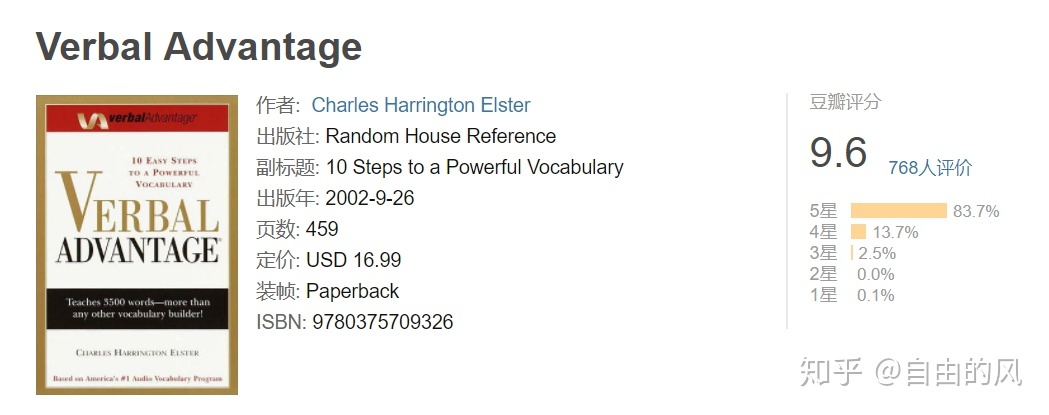 Verbal Advantage
verbalAdvantage
10 EASY STEPS
TO A POWERFUL
VOCABULARY
VERBAL
ADVANTAGE
Teaches 3500 words—more than
any other vocabulary builder!
CHARLES HARRINGTON ELSTER
Based on America's #1 Audio Vocabulary Program
作者: Charles Harrington Elster
出版社: Random House Reference
副标题: 10 Steps to a Powerful Vocabulary
出版年: 2002-9-26
页数: 459
定价: USD 16.99
装帧: Paperback
ISBN: 9780375709326
豆瓣评分
9.6 768人评价
5星 83.7%
4星 13.7%
3星 2.5%
2星 0.0%
1星 0.1%
知乎 @自由的风